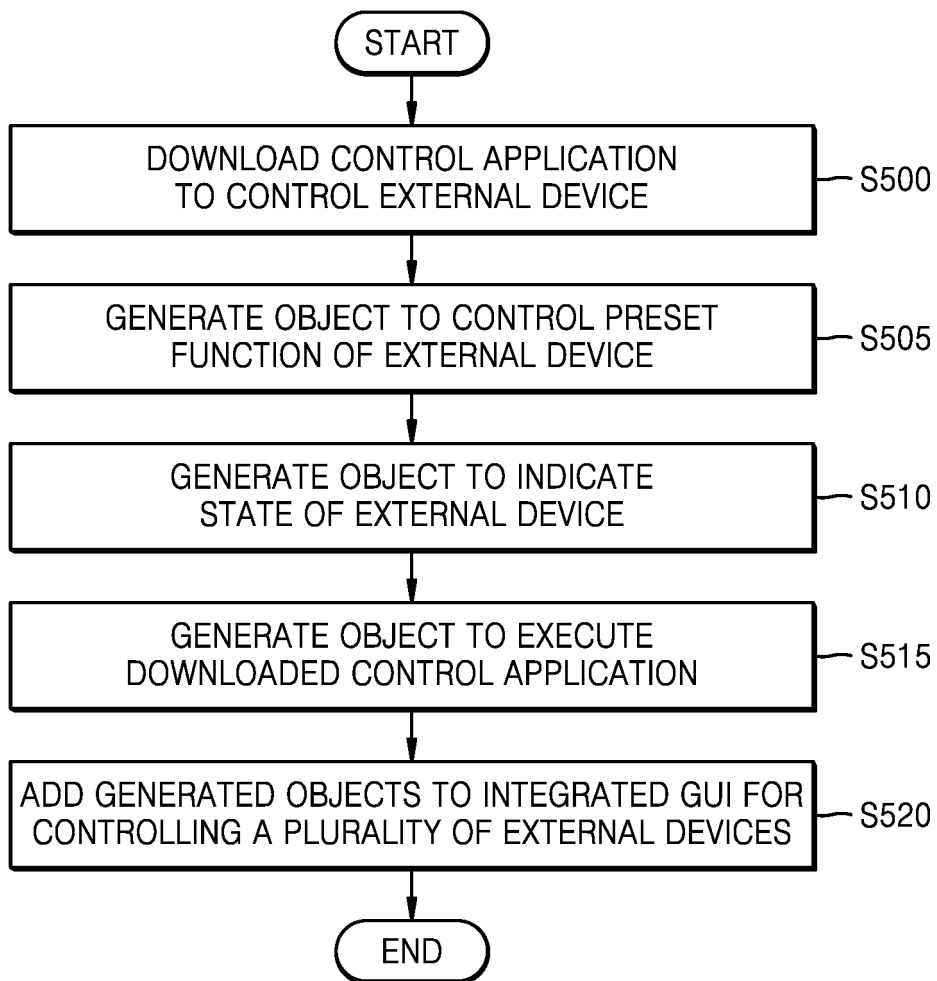 START
DOWNLOAD CONTROL APPLICATION
TO CONTROL EXTERNAL DEVICE
S500
GENERATE OBJECT TO CONTROL PRESET
FUNCTION OF EXTERNAL DEVICE
S505
GENERATE OBJECT TO INDICATE
STATE OF EXTERNAL DEVICE
S510
GENERATE OBJECT TO EXECUTE
DOWNLOADED CONTROL APPLICATION
S515
ADD GENERATED OBJECTS TO INTEGRATED GUI FOR
CONTROLLING A PLURALITY OF EXTERNAL DEVICES
S520
END